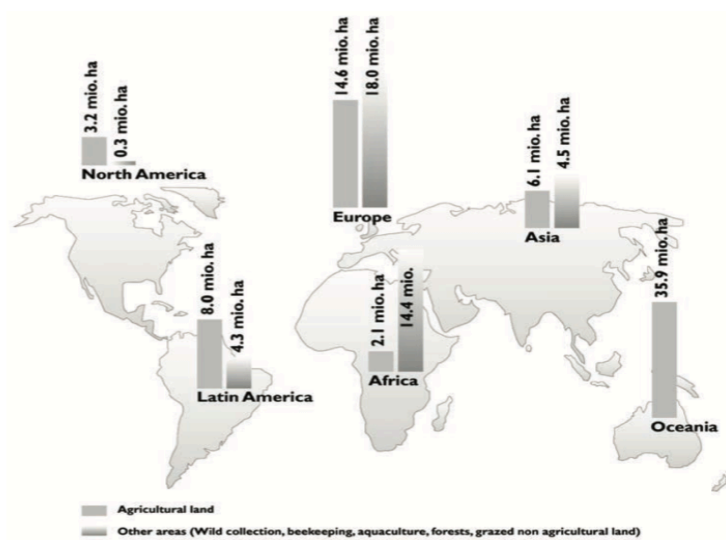 3.2 mio. ha
0.3 mio. ha
North America
14.6 mio. ha
18.0 mio. ha
Europe
6.1 mio. ha
4.5 mio. ha
Asia
8.0 mio. ha
4.3 mio. ha
Latin America
2.1 mio. ha
14.4 mio.
Africa
35.9 mio. ha
Oceania
Agricultural land
Other areas (Wild collection, beekeeping, aquaculture, forests, grazed non agricultural land)